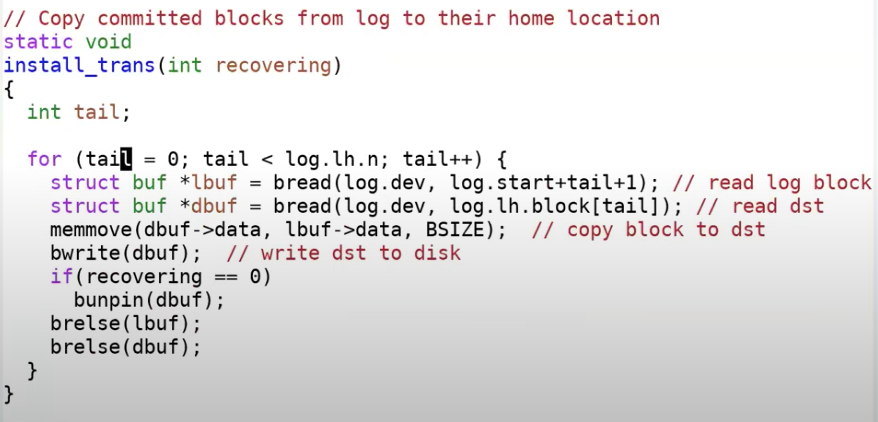 // Copy committed blocks from log to their home location
static void
install_trans(int recovering)
{
  int tail;

  for (tail = 0; tail < log.lh.n; tail++) {
    struct buf *lbuf = bread(log.dev, log.start+tail+1); // read log block
    struct buf *dbuf = bread(log.dev, log.lh.block[tail]); // read dst
    memmove(dbuf->data, lbuf->data, BSIZE);  // copy block to dst
    bwrite(dbuf);  // write dst to disk
    if(recovering == 0)
      bunpin(dbuf);
    brelse(lbuf);
    brelse(dbuf);
  }
}